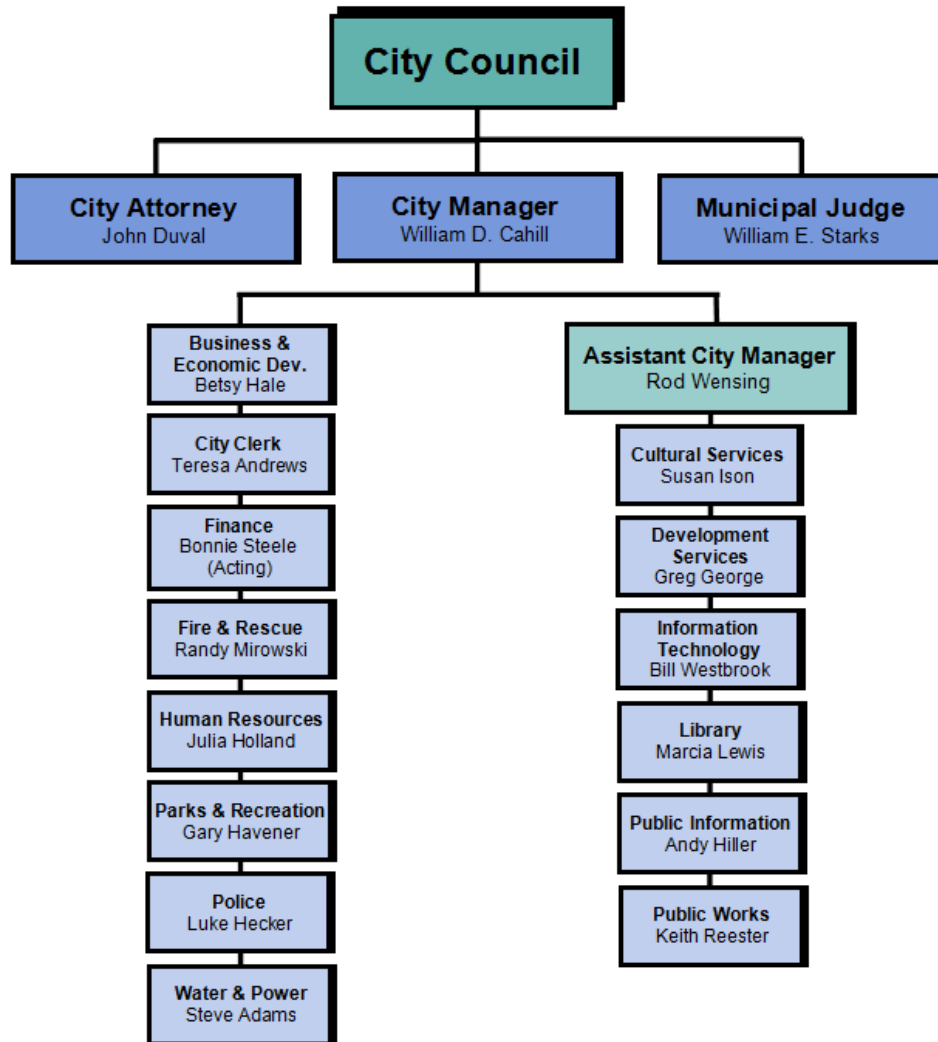 City Council
City Attorney
John Duval
City Manager
William D. Cahill
Municipal Judge
William E. Starks
Business &
Economic Dev.
Betsy Hale
City Clerk
Teresa Andrews
Finance
Bonnie Steele
(Acting)
Fire & Rescue
Randy Mirowski
Human Resources
Julia Holland
Parks & Recreation
Gary Havener
Police
Luke Hecker
Water & Power
Steve Adams
Assistant City Manager
Rod Wensing
Cultural Services
Susan Ison
Development
Services
Greg George
Information
Technology
Bill Westbrook
Library
Marcia Lewis
Public Information
Andy Hiller
Public Works
Keith Reester